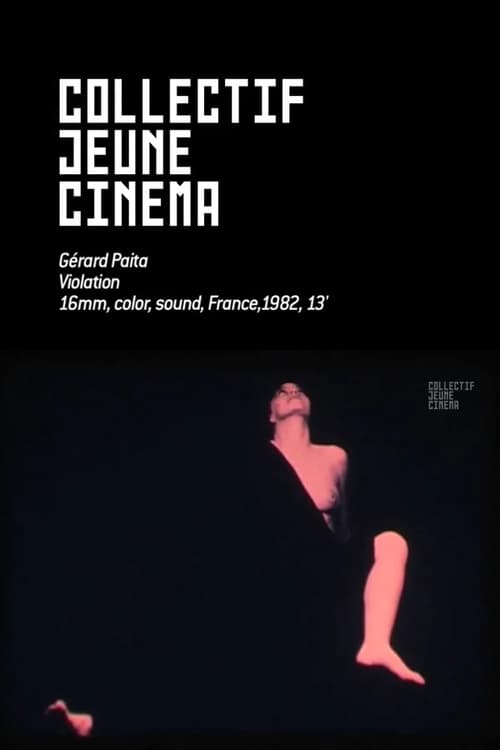 COLLECTIF
JEUNE
CINEMA
Gérard Paita
Violation
16mm, color, sound, France,1982, 13'
COLLECTIF
JEUNE
CINEMA